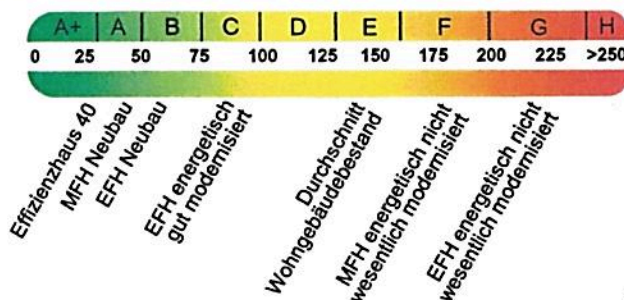 A+ A B C D E F G H
0 25 50 75 100 125 150 175 200 225 >250
Effizienzhaus 40
MFH Neubau
EFH Neubau
EFH energetisch
gut modernisiert
Durchschnitt
Wohngebäudebestand
MFH energetisch nicht
wesentlich modernisiert
EFH energetisch nicht
wesentlich modernisiert